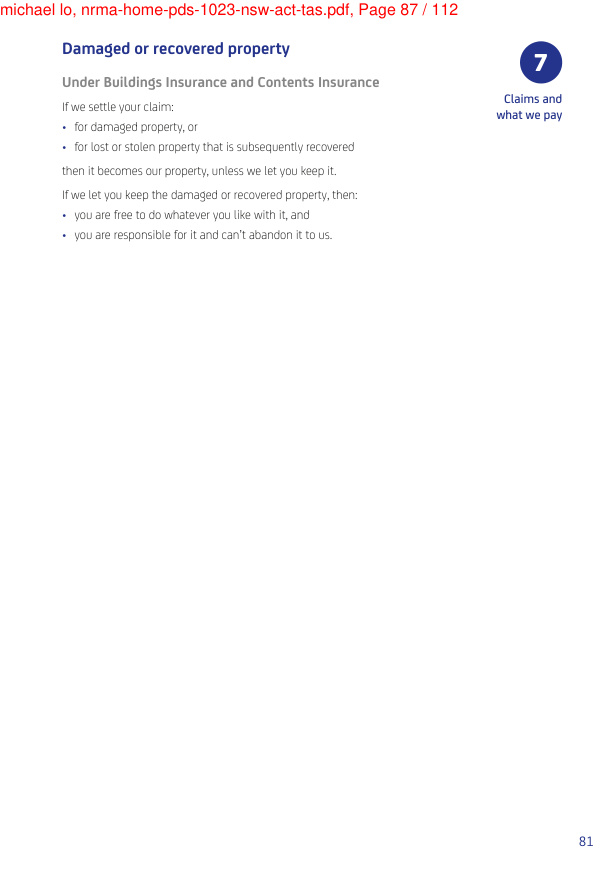 michael lo, nrma-home-pds-1023-nsw-act-tas.pdf, Page 87 / 112
Damaged or recovered property
7
Claims and
what we pay
Under Buildings Insurance and Contents Insurance
If we settle your claim:
• for damaged property, or
• for lost or stolen property that is subsequently recovered
then it becomes our property, unless we let you keep it.
If we let you keep the damaged or recovered property, then:
• you are free to do whatever you like with it, and
• you are responsible for it and can't abandon it to us.
81